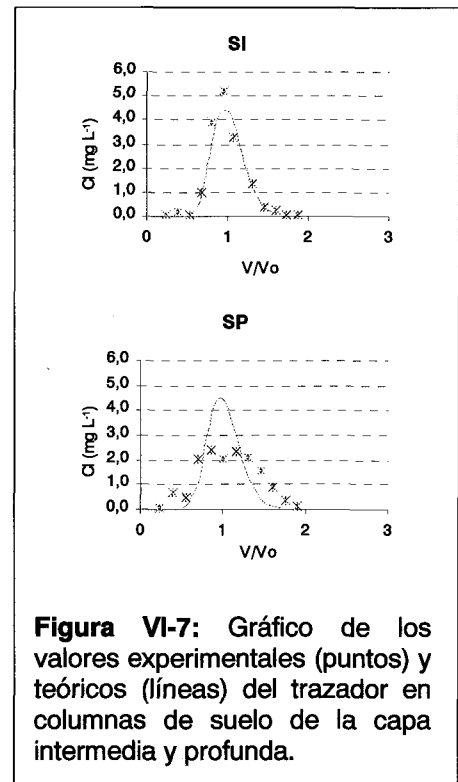 SI
6,0
5,0
4,0
3,0
2,0
1,0
0,0
Cl (mg L⁻¹)
0 1 2 3
V/Vo
SP
6,0
5,0
4,0
3,0
2,0
1,0
0,0
Cl (mg L⁻¹)
0 1 2 3
V/Vo
Figura VI-7: Gráfico de los
valores experimentales (puntos) y
teóricos (líneas) del trazador en
columnas de suelo de la capa
intermedia y profunda.